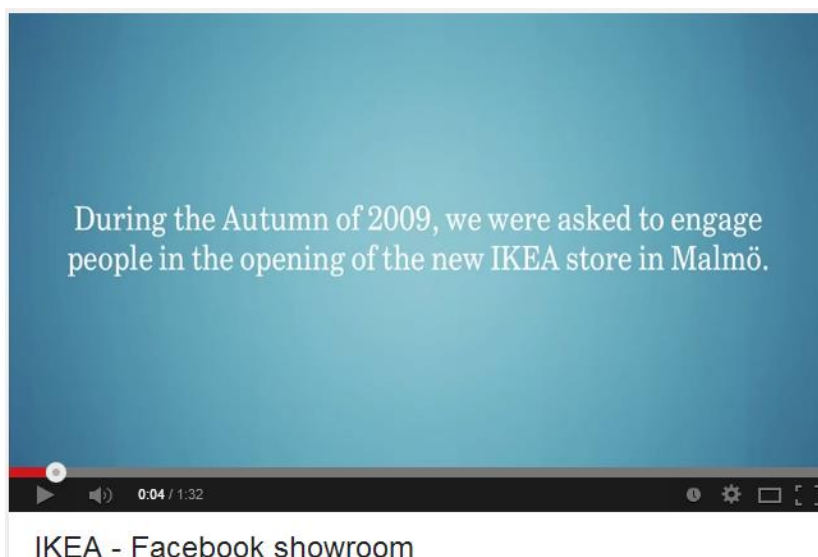 During the Autumn of 2009, we were asked to engage
people in the opening of the new IKEA store in Malmö.
0:04 / 1:32
IKEA - Facebook showroom